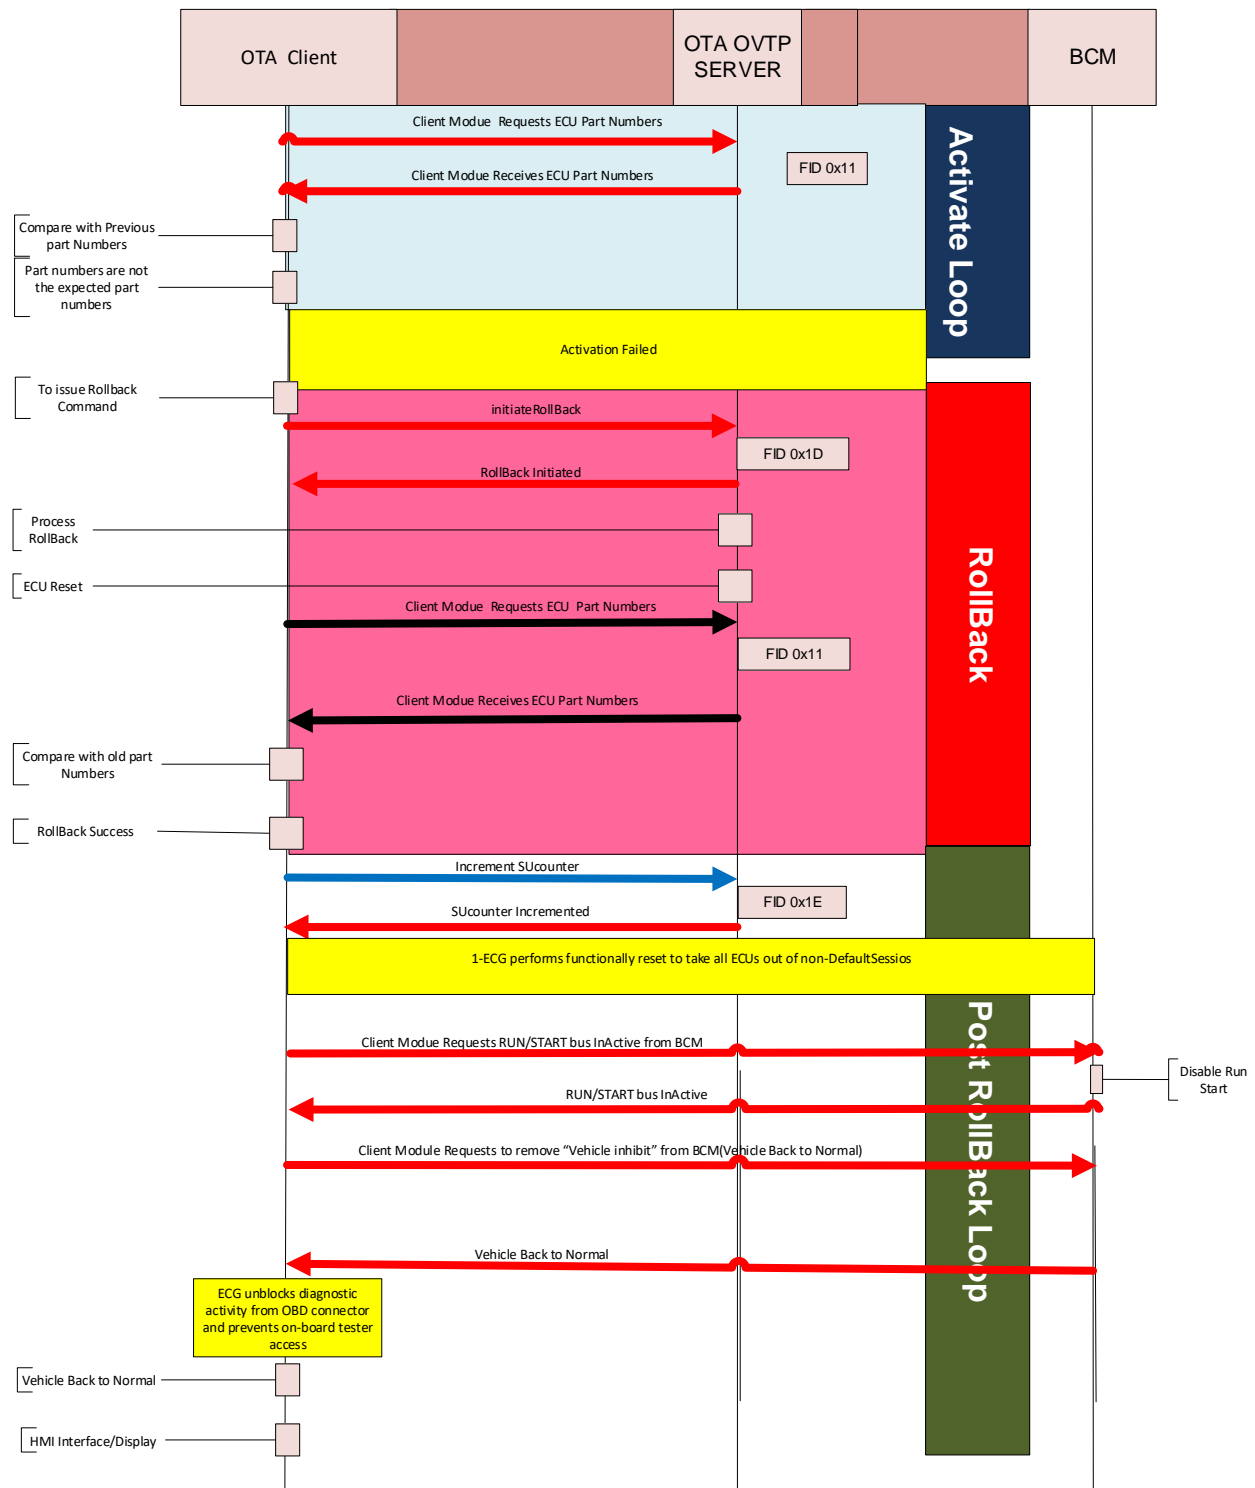 OTA Client
OTA OVTP
SERVER
BCM
Client Modue Requests ECU Part Numbers
FID 0x11
Client Modue Receives ECU Part Numbers
Activate Loop
Compare with Previous
part Numbers
Part numbers are not
the expected part
numbers
Activation Failed
To issue Rollback
Command
initiateRollBack
FID 0x1D
RollBack Initiated
Process
RollBack
ECU Reset
RollBack
Client Modue Requests ECU Part Numbers
FID 0x11
Client Modue Receives ECU Part Numbers
Compare with old part
Numbers
RollBack Success
Increment SUcounter
FID 0x1E
SUcounter Incremented
1-ECG performs functionally reset to take all ECUs out of non-DefaultSessios
Post RollBack Loop
Client Modue Requests RUN/START bus InActive from BCM
Disable Run
Start
RUN/START bus InActive
Client Module Requests to remove “Vehicle inhibit” from BCM(Vehicle Back to Normal)
Vehicle Back to Normal
ECG unblocks diagnostic
activity from OBD connector
and prevents on-board tester
access
Vehicle Back to Normal
HMI Interface/Display